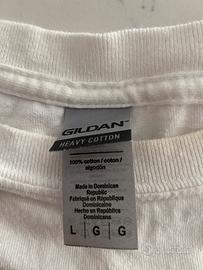 GILDAN
HEAVY COTTON
100% cotton / coton /
algodón
Made in Dominican
Republic
Fabriqué en République
Dominicaine
Hecho en República
Dominicana
L G G